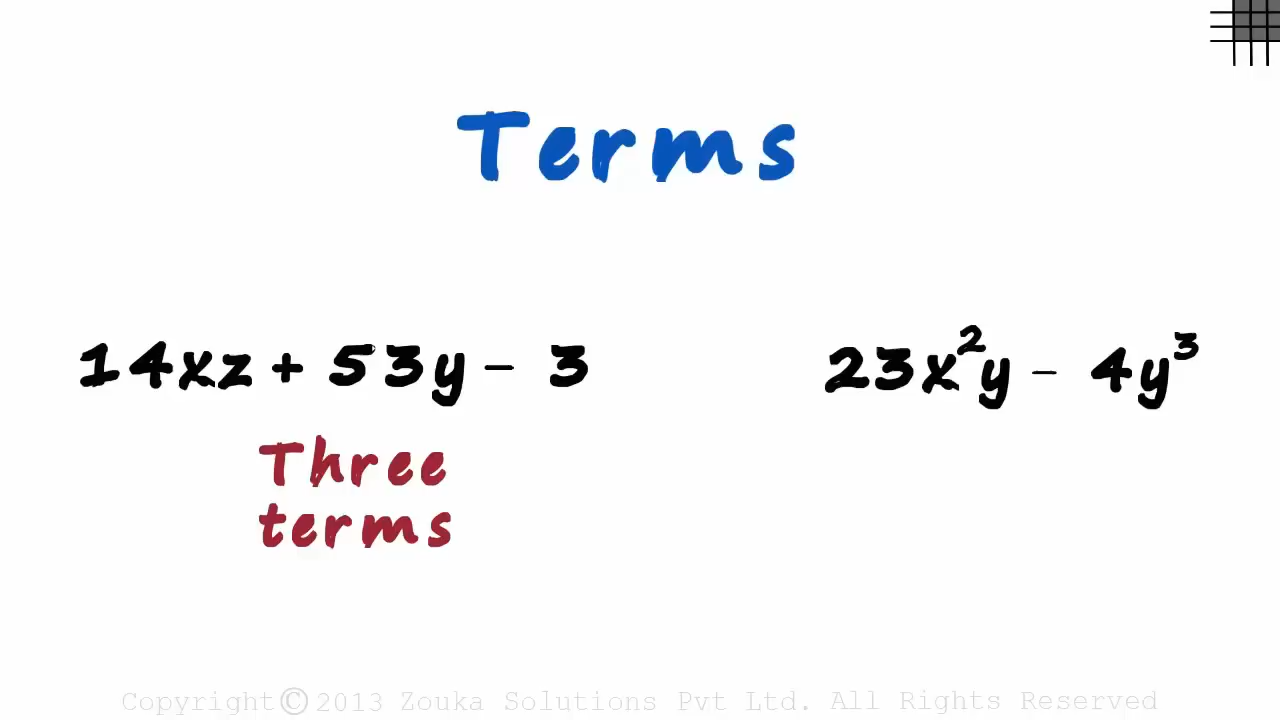 Terms
14xz + 53y − 3
23x²y − 4y³
Three
terms
Copyright© 2013 Zouka Solutions Pvt Ltd. All Rights Reserved